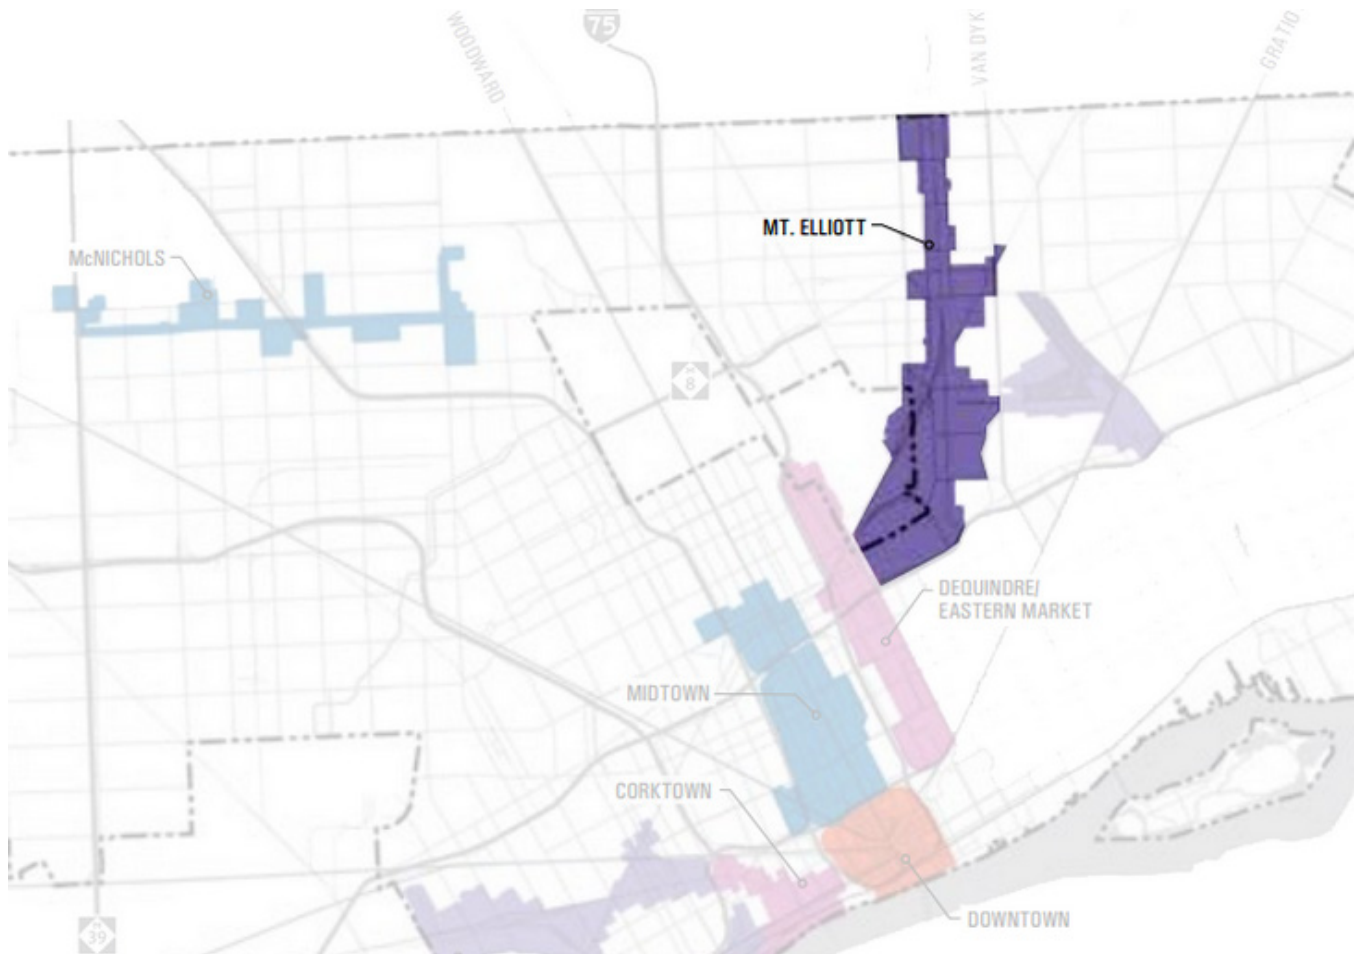 WOODWARD
75
VAN DYK
GRATIO
MT. ELLIOTT
McNICHOLS
M
8
DEQUINDRE/
EASTERN MARKET
MIDTOWN
CORKTOWN
DOWNTOWN
M
39